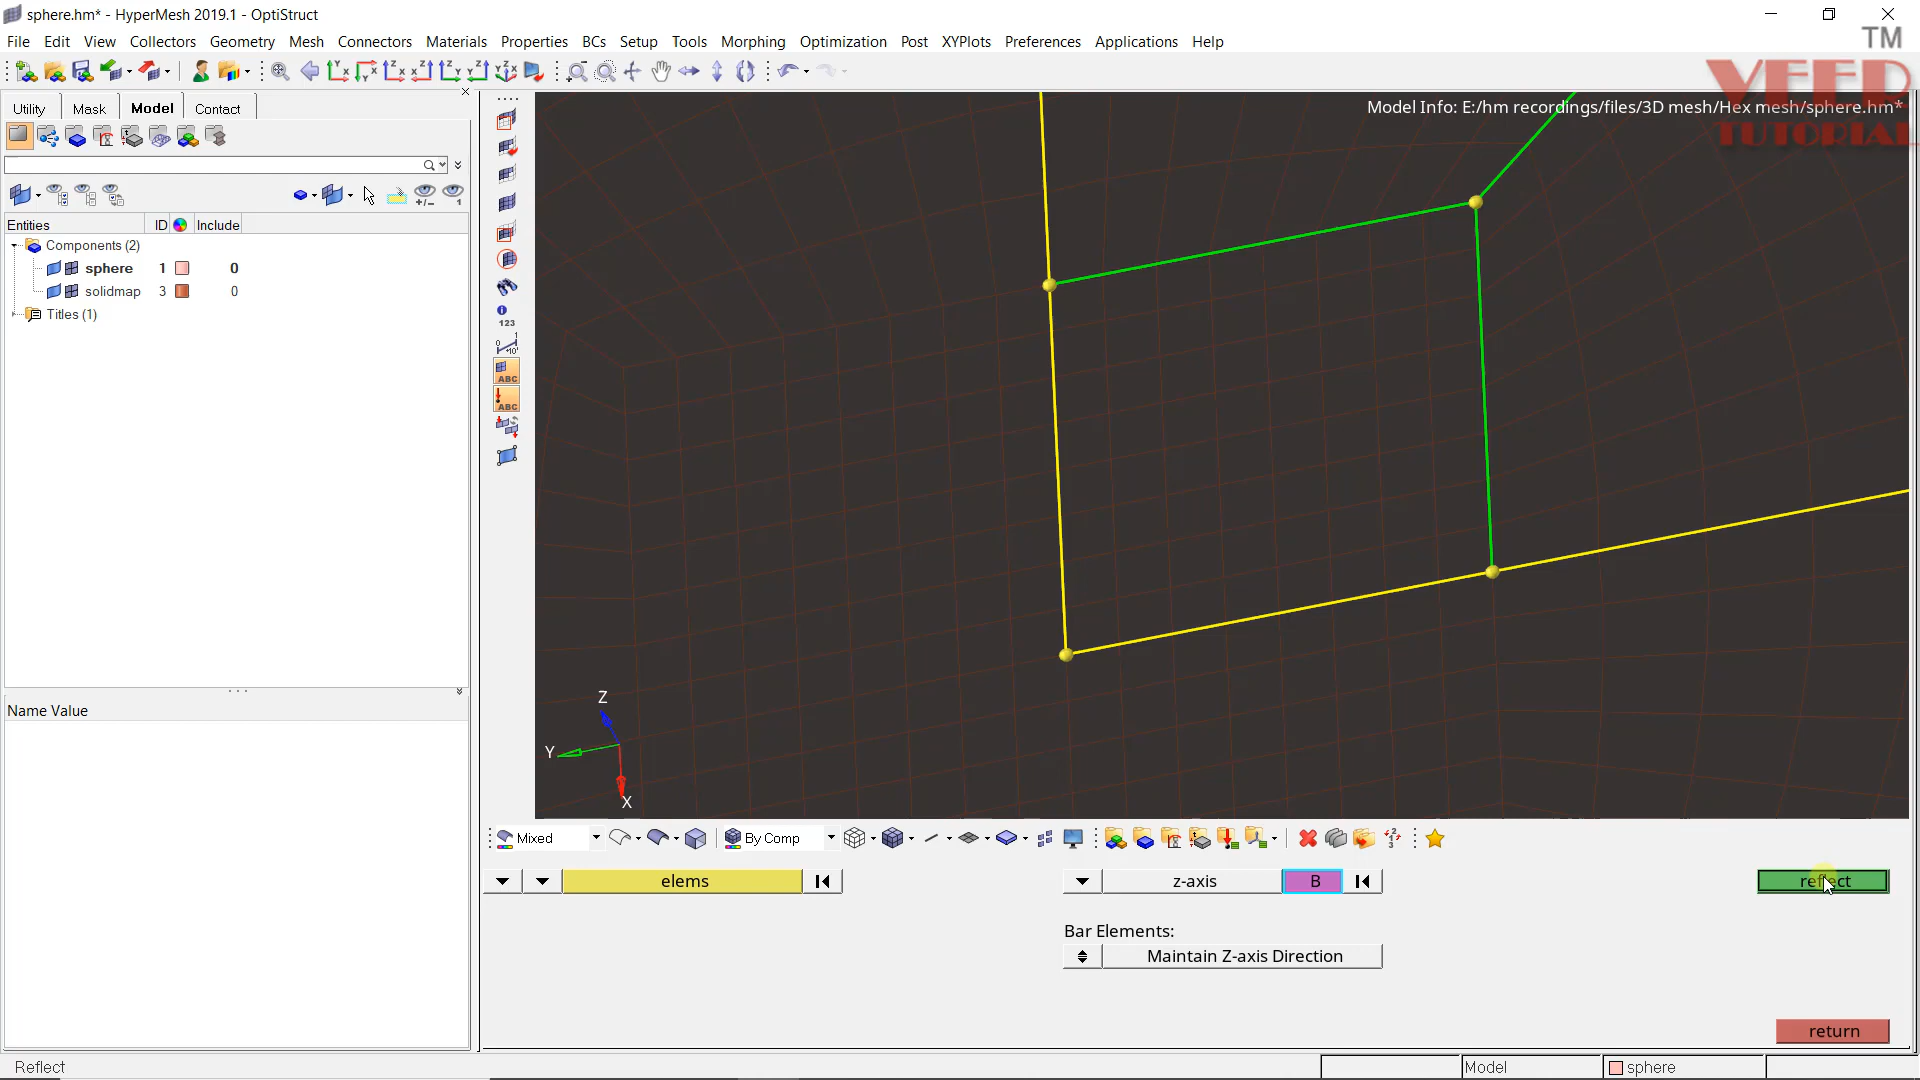 sphere.hm* - HyperMesh 2019.1 - OptiStruct
File Edit View Collectors Geometry Mesh Connectors Materials Properties BCs Setup Tools Morphing Optimization Post XYPlots Preferences Applications Help
TM
VEER
TUTORIAL
Utility Mask Model Contact
Model Info: E:/hm recordings/files/3D mesh/Hex mesh/sphere.hm*
Entities ID Include
Components (2)
sphere 1 0
solidmap 3 0
Titles (1)
123
ABC
ABC
Name Value
Z
Y
X
Mixed By Comp
elems z-axis B reflect
Bar Elements:
Maintain Z-axis Direction
return
Reflect Model sphere